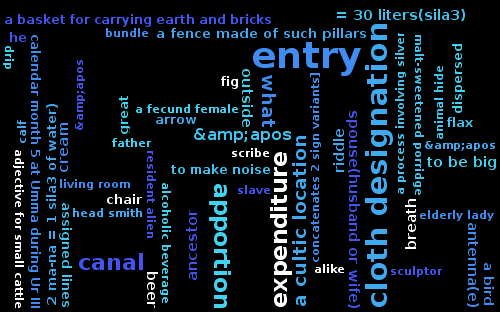 a basket for carrying earth and bricks
= 30 liters(sila3)
he
bundle
a fence made of such pillars
entry
drip
calendar month 5 at Umma during Ur III
&amp;apos
fig
outside
what
great
a fecund female
arrow
&amp;apos
father
calf
cream
2 ma-na = 1 sila3 of water)
adjective for small cattle
living room
chair
head smith
assigned lines
resident alien
alcoholic beverage
scribe
to make noise
slave
ancestor
apportion
canal
beer
expenditure
a cultic location
concatenates 2 sign variants]
riddle
spouse(husband or wife)
alike
cloth designation
a process involving silver
malt-sweetened porridge
animal hide
dispersed
flax
&amp;apos
to be big
breath
elderly lady
sculptor
antenna(e)
a bird